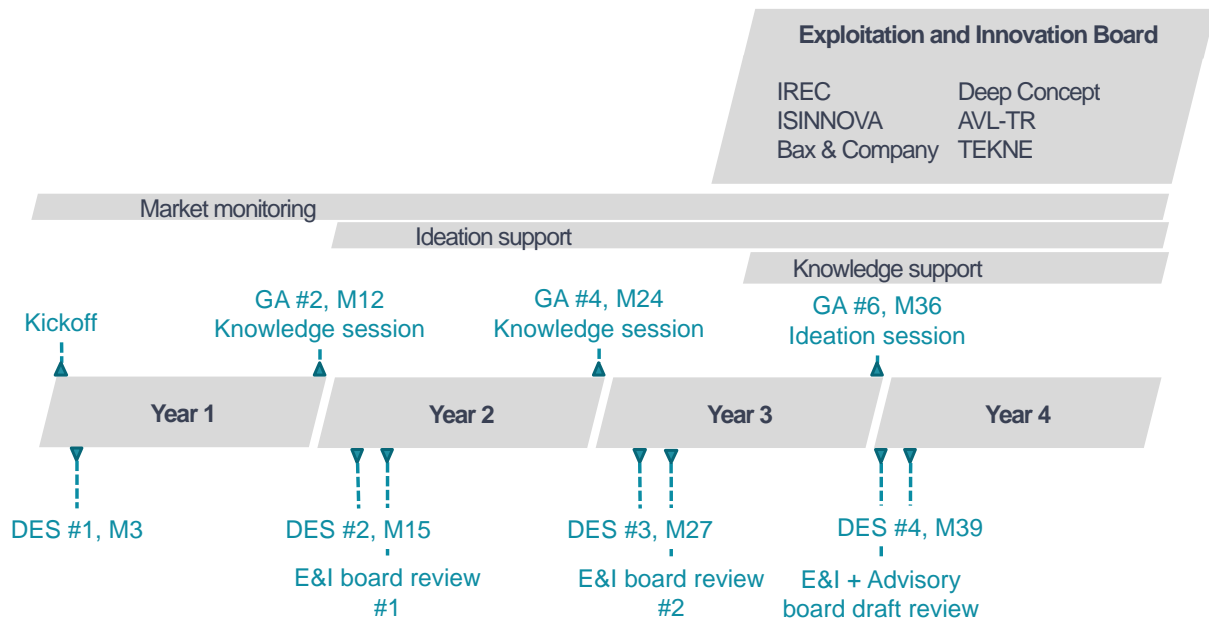 Exploitation and Innovation Board
IREC
ISINNOVA
Bax & Company
Deep Concept
AVL-TR
TEKNE
Market monitoring
Ideation support
Knowledge support
Kickoff
GA #2, M12
Knowledge session
GA #4, M24
Knowledge session
GA #6, M36
Ideation session
Year 1
Year 2
Year 3
Year 4
DES #1, M3
DES #2, M15
E&I board review
#1
DES #3, M27
E&I board review
#2
DES #4, M39
E&I + Advisory
board draft review